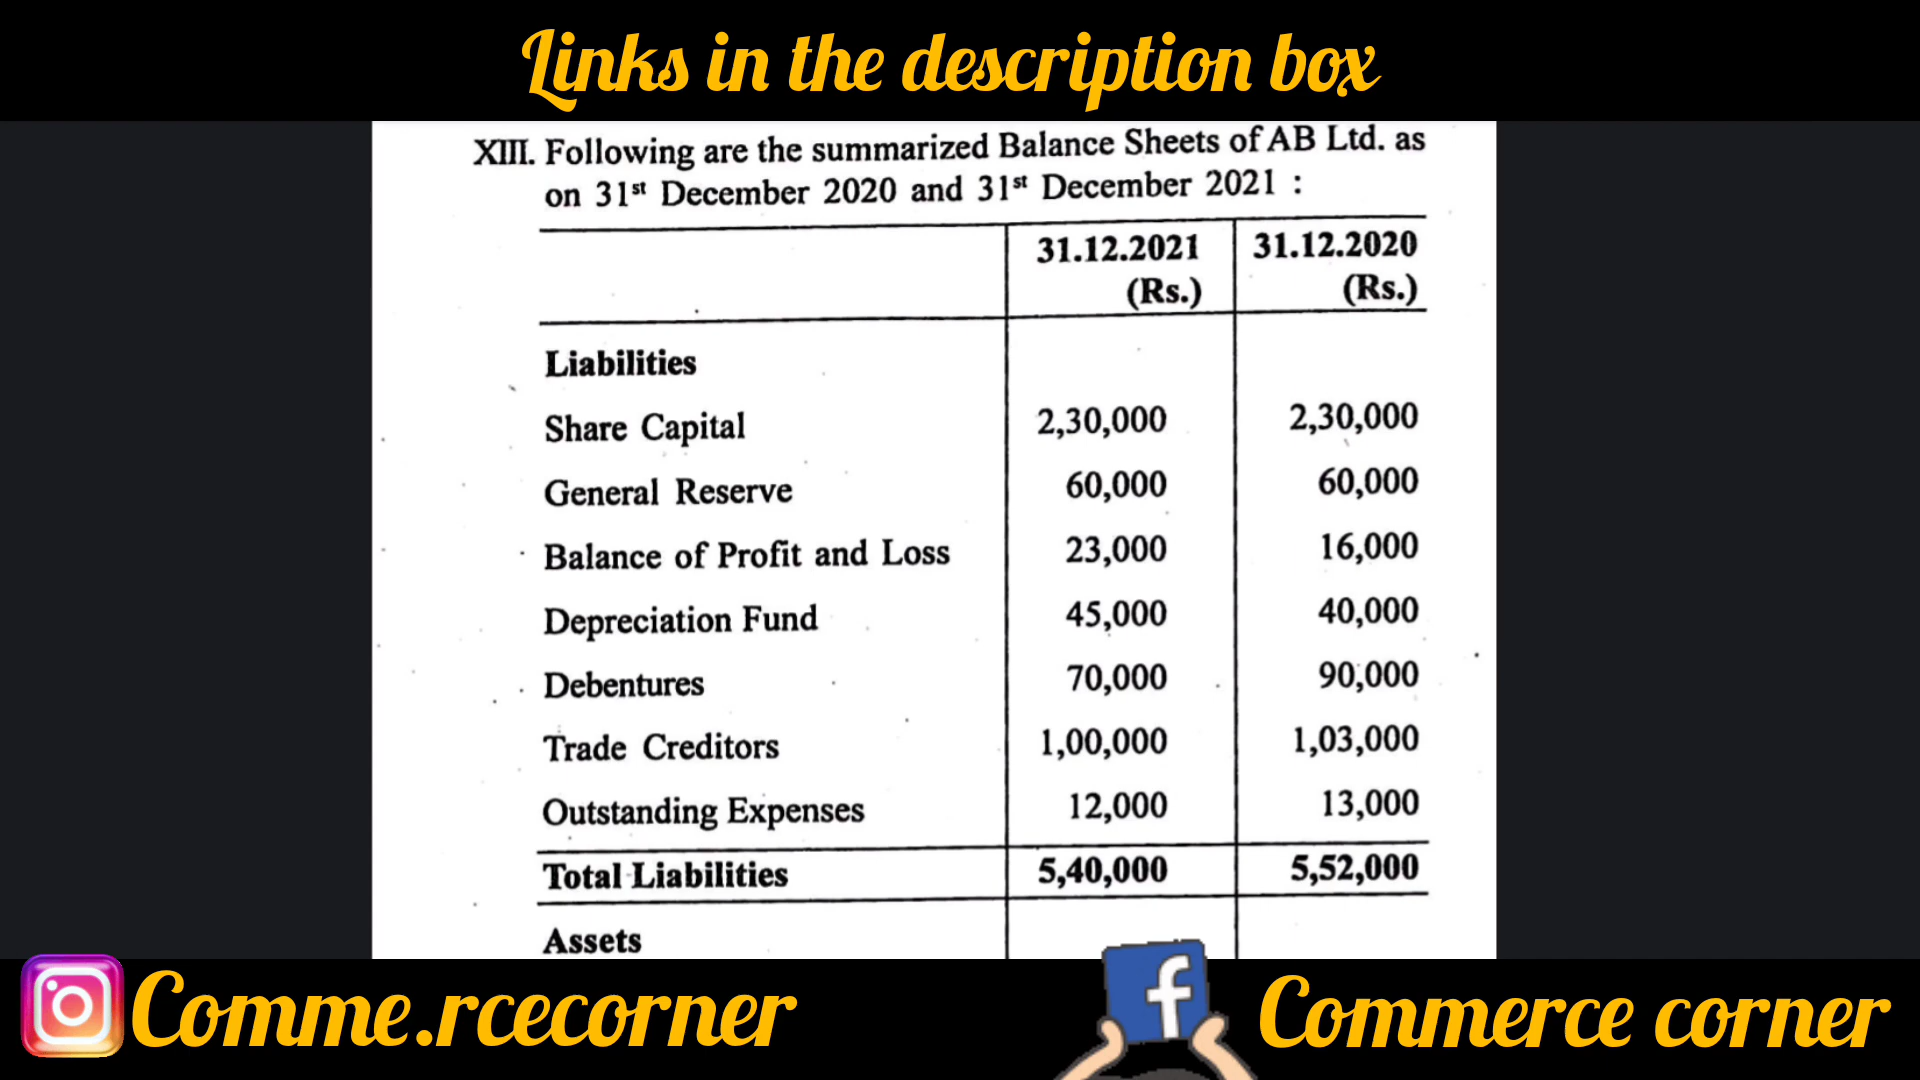 Links in the description box
XIII. Following are the summarized Balance Sheets of AB Ltd. as
on 31st December 2020 and 31st December 2021 :
31.12.2021 31.12.2020
(Rs.) (Rs.)
Liabilities
Share Capital 2,30,000 2,30,000
General Reserve 60,000 60,000
Balance of Profit and Loss 23,000 16,000
Depreciation Fund 45,000 40,000
Debentures 70,000 90,000
Trade Creditors 1,00,000 1,03,000
Outstanding Expenses 12,000 13,000
Total Liabilities 5,40,000 5,52,000
Assets
Comme.rcecorner
f
Commerce corner